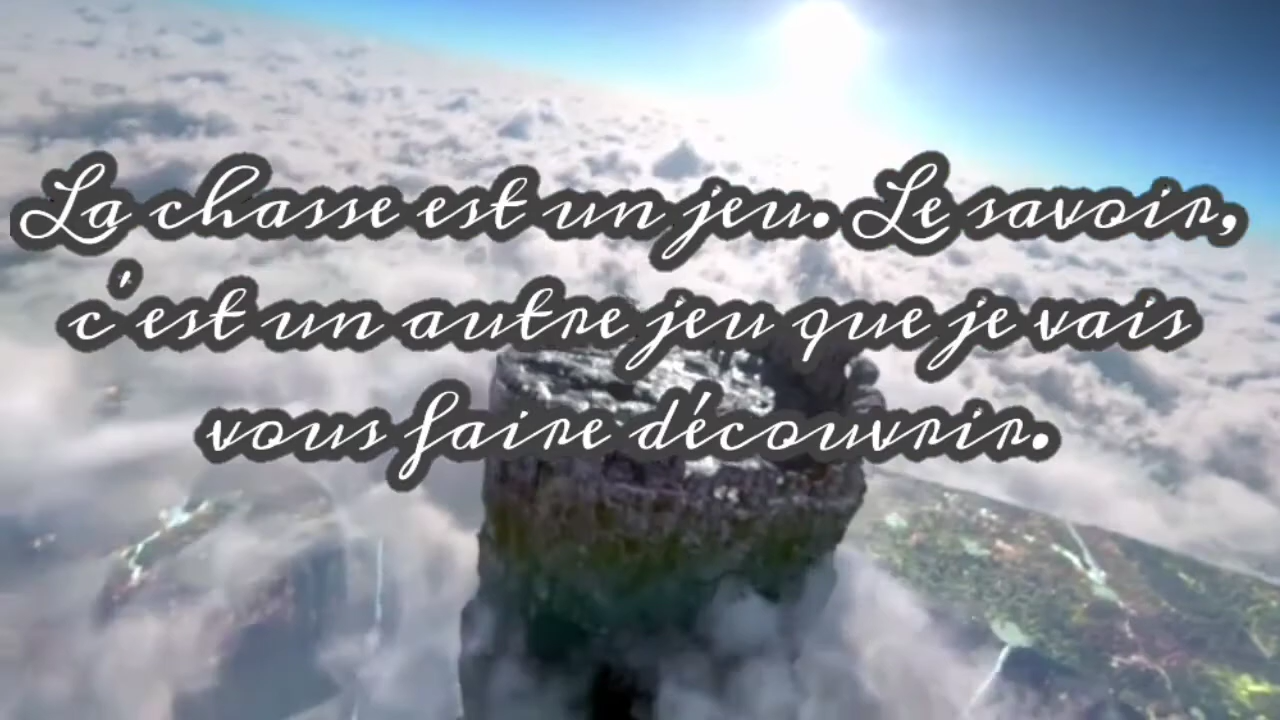 La chasse est un jeu. Le savoir,
c'est un autre jeu que je vais
vous faire découvrir.